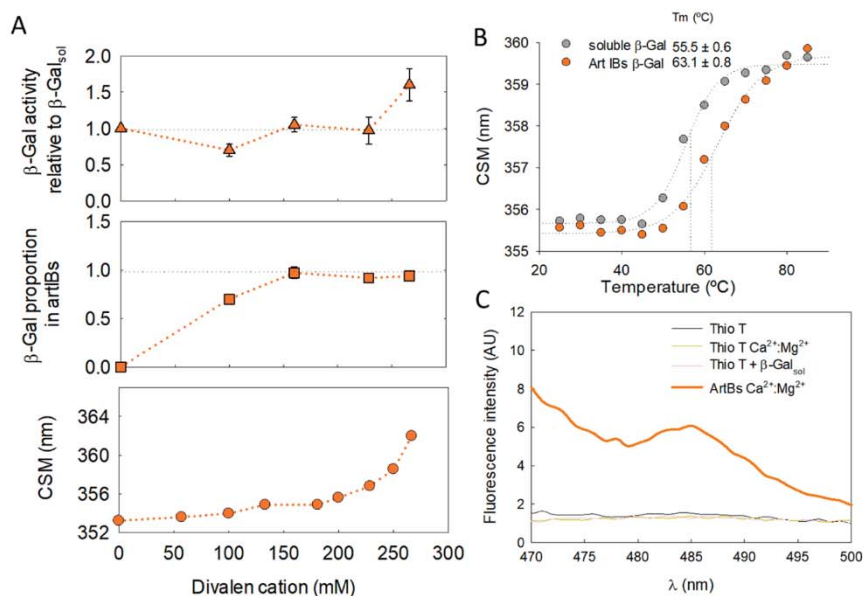 A
β-Gal activity
relative to β-Gal_sol
2.0
1.5
1.0
0.5
0.0
β-Gal proportion
in artIBs
1.5
1.0
0.5
0.0
CSM
(nm)
364
360
356
352
0
50
100
150
200
250
300
Divalen cation (mM)
B
Tm (ºC)
soluble β-Gal 55.5 ± 0.6
Art IBs β-Gal 63.1 ± 0.8
CSM
(nm)
360
359
358
357
356
355
20
40
60
80
Temperature (ºC)
C
Fluorescence intensity (AU)
12
10
8
6
4
2
0
Thio T
Thio T Ca²⁺:Mg²⁺
Thio T + β-Gal_sol
ArtBs Ca²⁺:Mg²⁺
470
475
480
485
490
495
500
λ (nm)